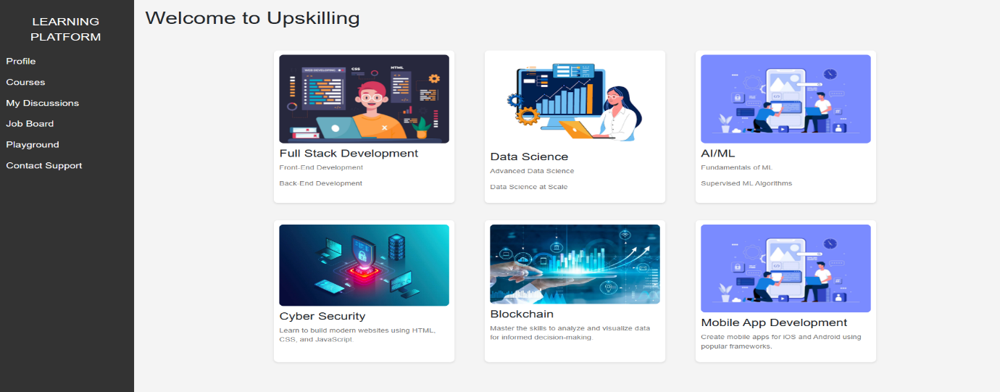 LEARNING
PLATFORM
Profile
Courses
My Discussions
Job Board
Playground
Contact Support
Welcome to Upskilling
WEB DEVELOPING
CSS
HTML
Full Stack Development
Front-End Development
Back-End Development
Data Science
Advanced Data Science
Data Science at Scale
AI/ML
Fundamentals of ML
Supervised ML Algorithms
Cyber Security
Learn to build modern websites using HTML,
CSS, and JavaScript.
Blockchain
Master the skills to analyze and visualize data
for informed decision-making.
Mobile App Development
Create mobile apps for iOS and Android using
popular frameworks.